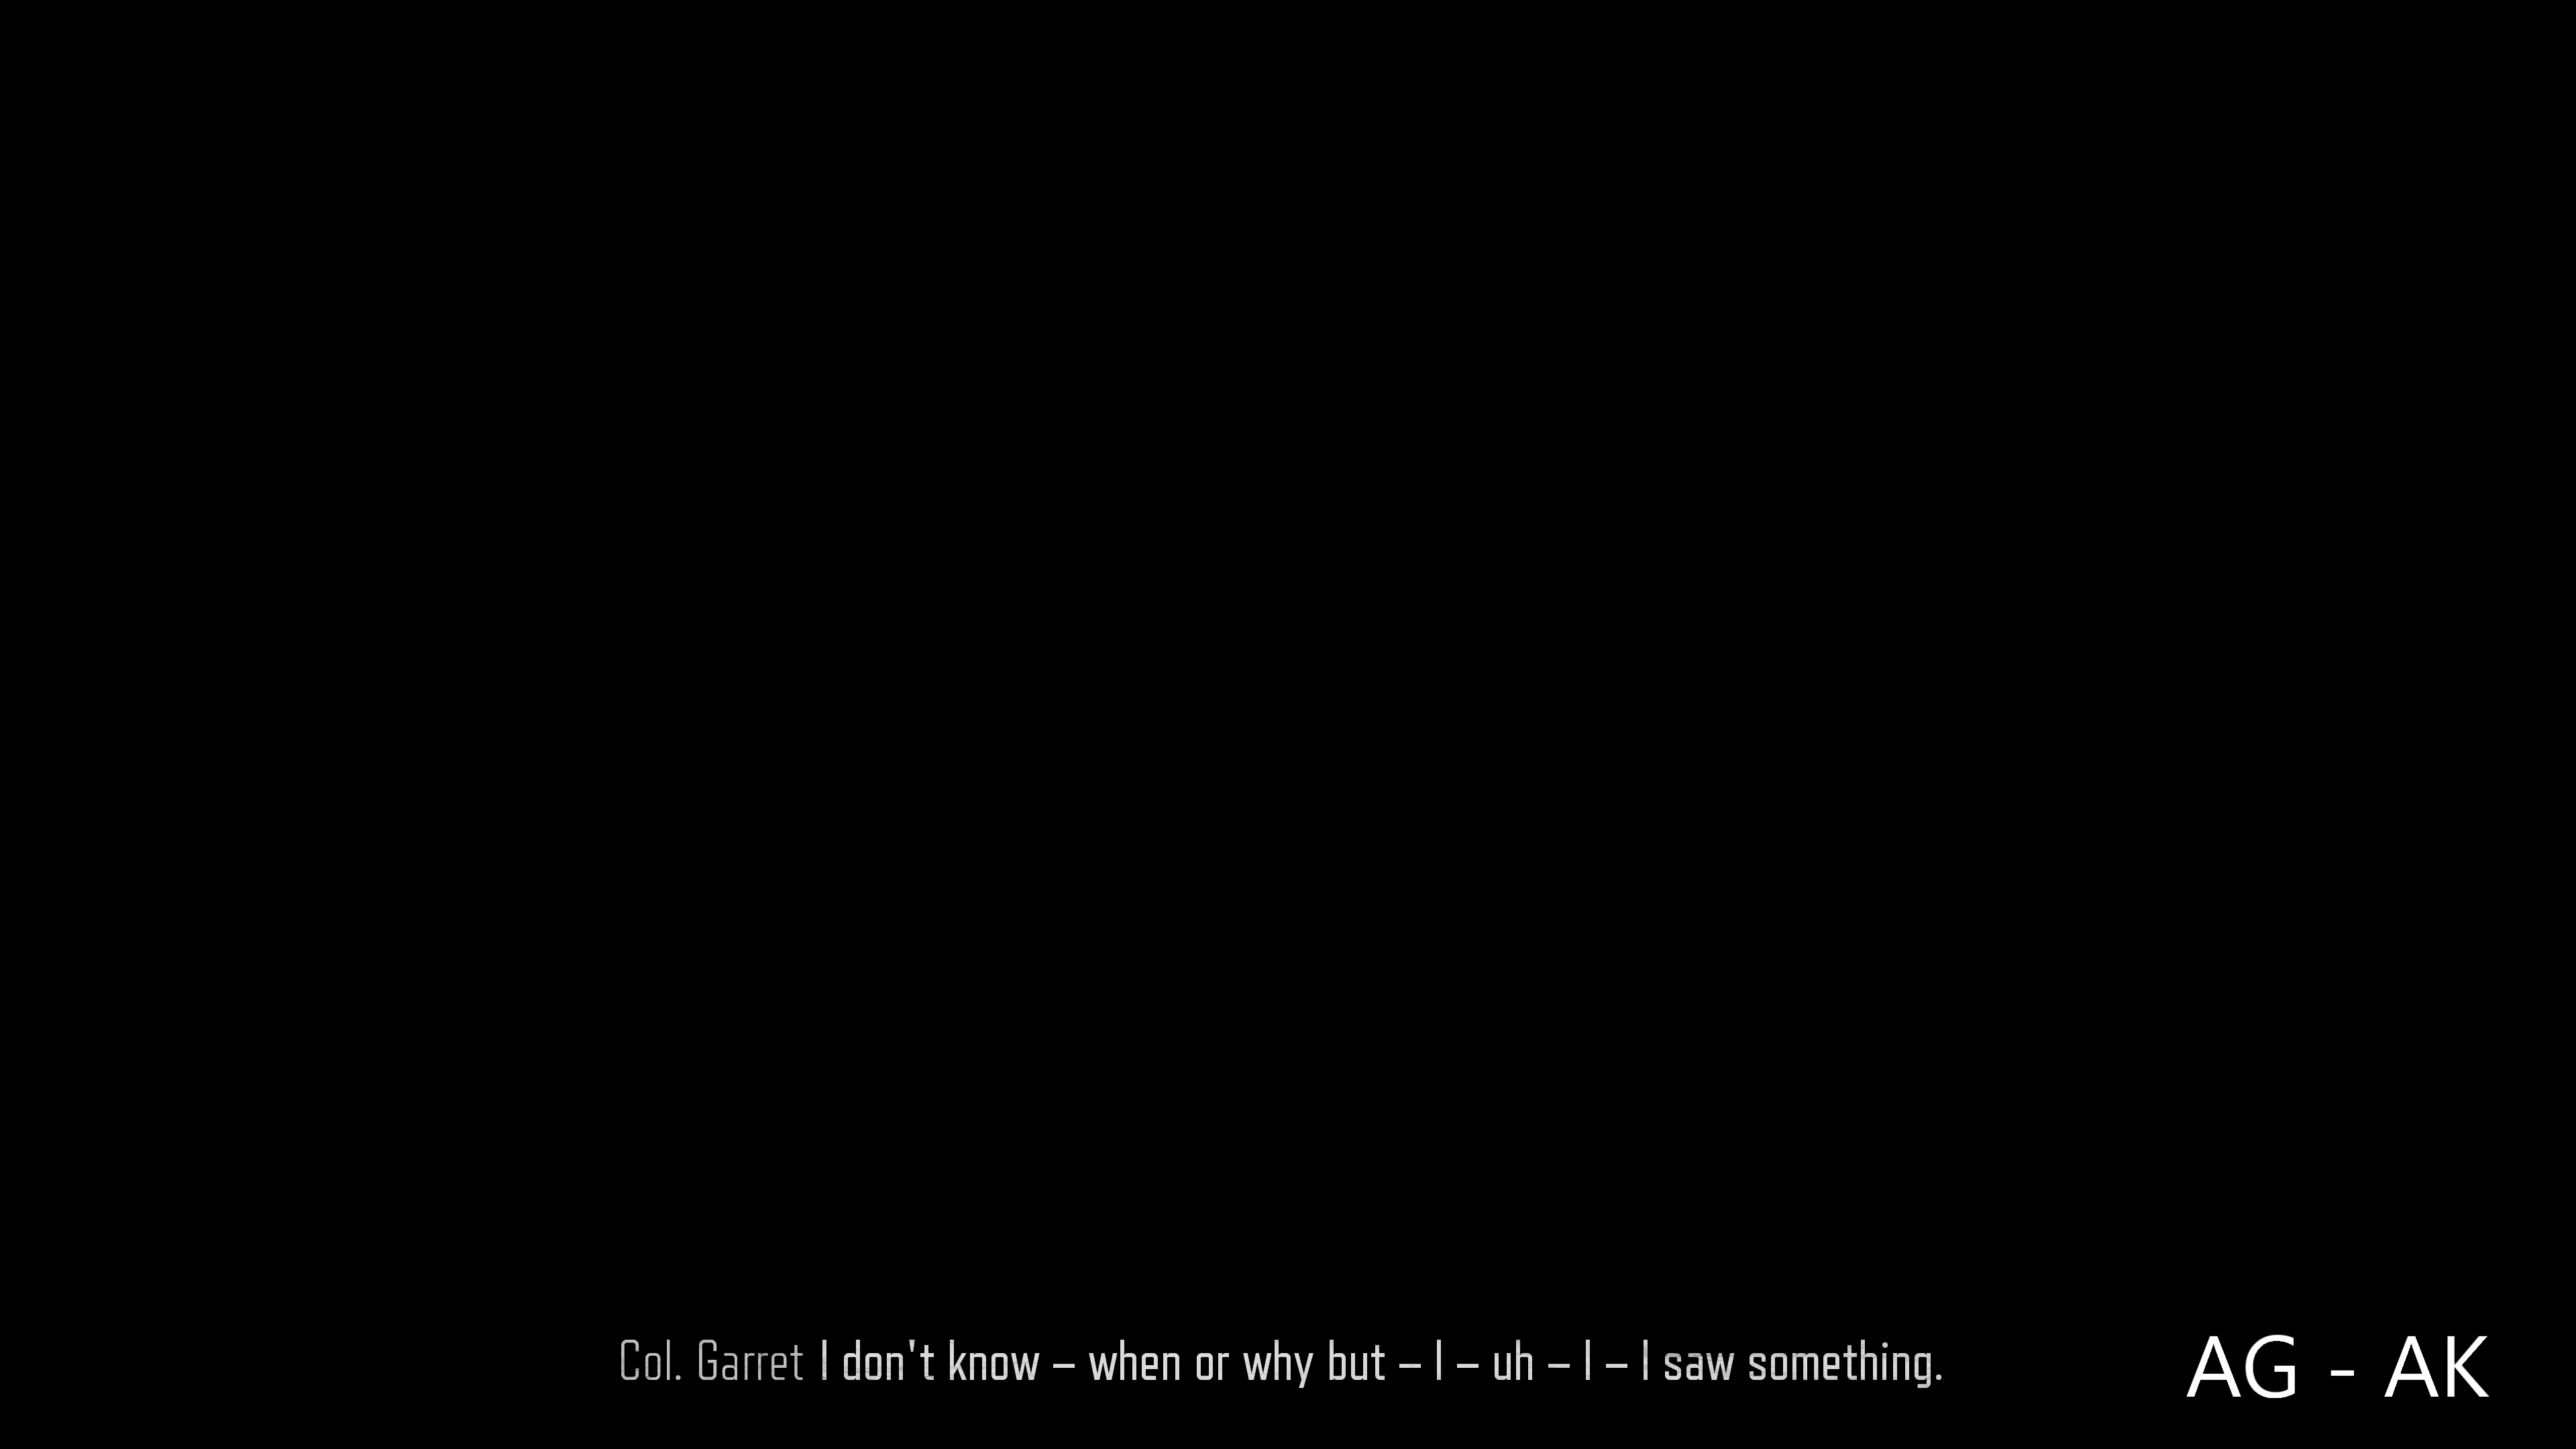 Col. Garret I don't know – when or why but – I – uh – I – I saw something.
AG - AK